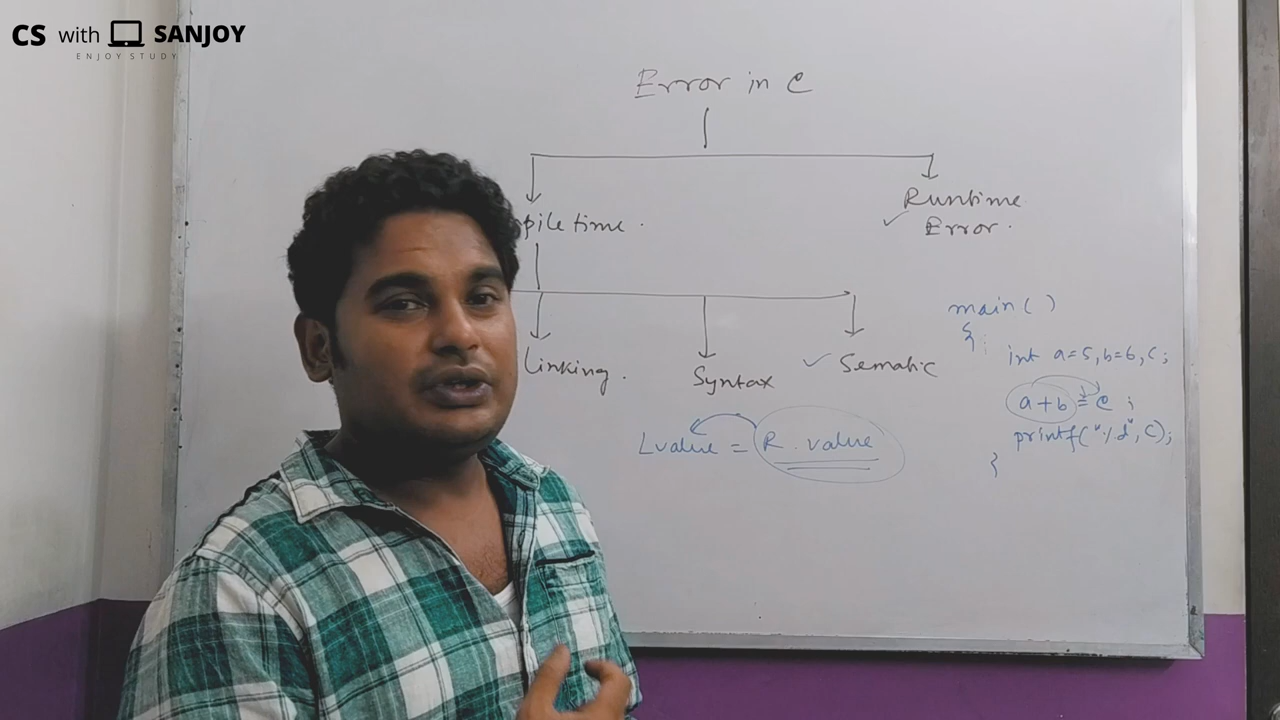 CS with SANJOY
ENJOY STUDY
Error in C
pile time.
Runtime
Error.
Linking.
Syntax
Sematic
Lvalue = R.value
main()
{
int a=5, b=6, c;
a+b = c;
printf("%d", c);
}